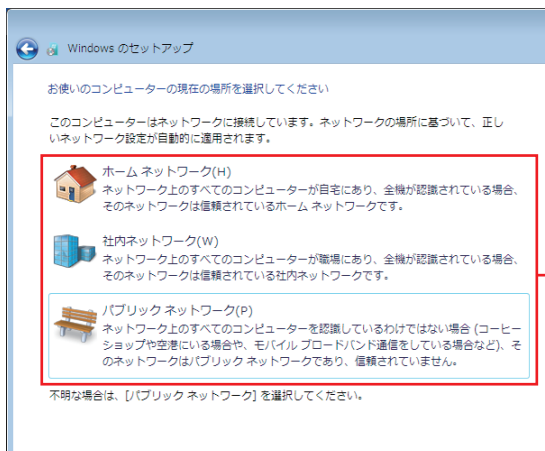 Windows のセットアップ
お使いのコンピューターの現在の場所を選択してください
このコンピューターはネットワークに接続しています。ネットワークの場所に基づいて、正し
いネットワーク設定が自動的に適用されます。
ホーム ネットワーク(H)
ネットワーク上のすべてのコンピューターが自宅にあり、全機が認識されている場合、
そのネットワークは信頼されているホーム ネットワークです。
社内ネットワーク(W)
ネットワーク上のすべてのコンピューターが職場にあり、全機が認識されている場合、
そのネットワークは信頼されている社内ネットワークです。
パブリック ネットワーク(P)
ネットワーク上のすべてのコンピューターを認識しているわけではない場合 (コーヒー
ショップや空港にいる場合や、モバイル ブロードバンド通信をしている場合など)、そ
のネットワークはパブリック ネットワークであり、信頼されていません。
不明な場合は、[パブリック ネットワーク] を選択してください。